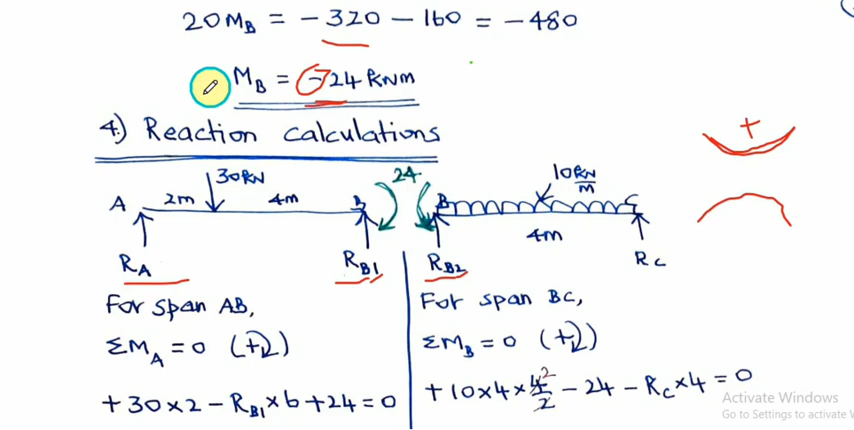 20M_B = -320 - 160 = -480
M_B = -24 kNm
4.) Reaction calculations
30kN 24 10kN/m
A 2m 4m B B C
4m
R_A R_B1 R_B2 R_C
For span AB, For span BC,
ΣM_A = 0 (+↻) ΣM_B = 0 (+↻)
+30×2 - R_B1×6 + 24 = 0 +10×4×4/2 - 24 - R_C×4 = 0
+
2
Activate Windows
Go to Settings to activate W